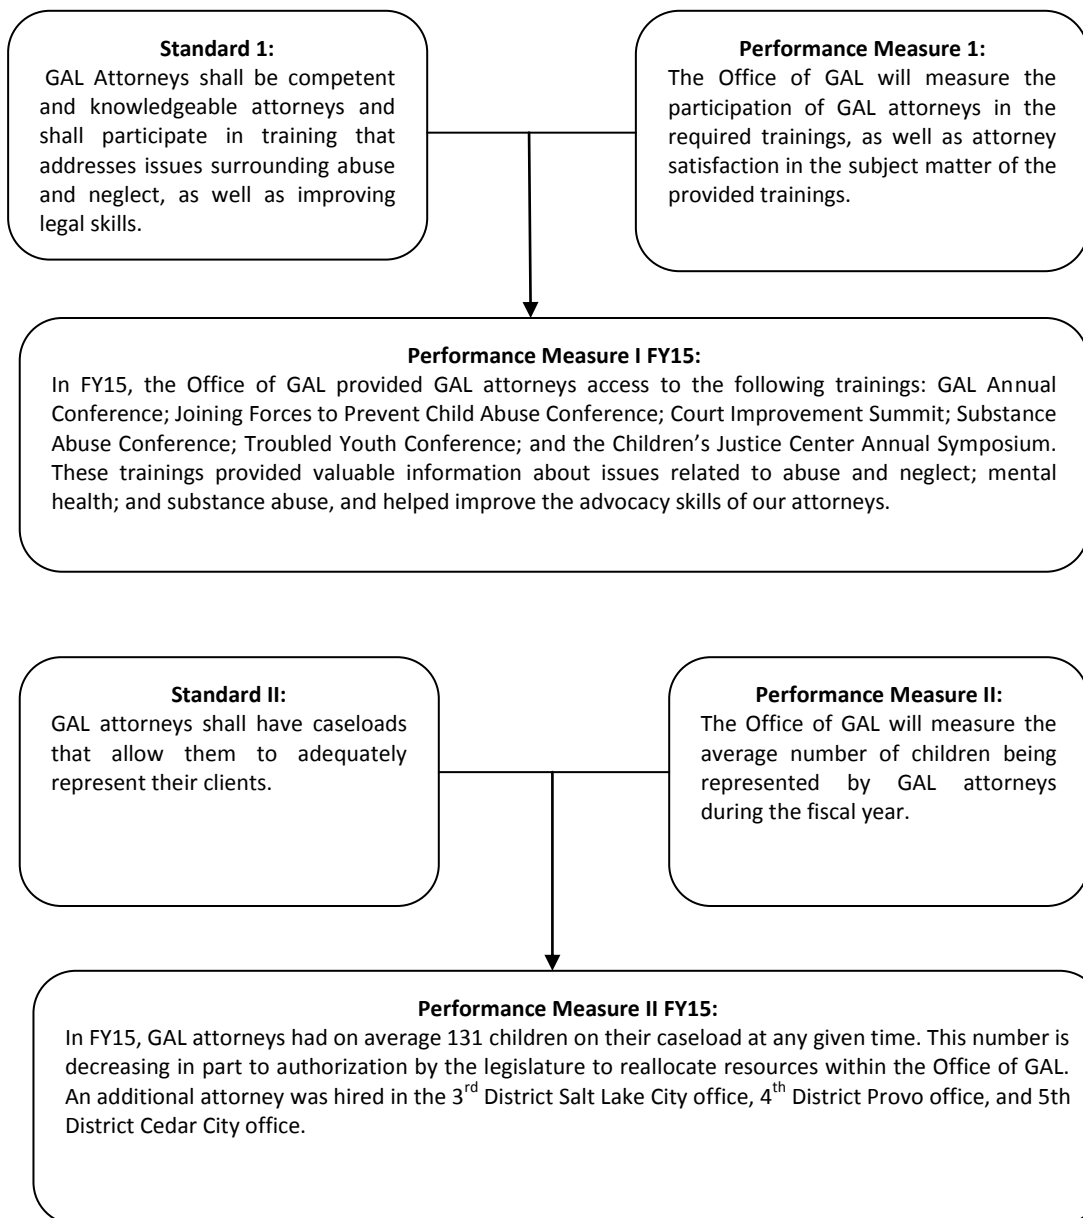 Standard 1:
GAL Attorneys shall be competent
and knowledgeable attorneys and
shall participate in training that
addresses issues surrounding abuse
and neglect, as well as improving
legal skills.
Performance Measure 1:
The Office of GAL will measure the
participation of GAL attorneys in the
required trainings, as well as attorney
satisfaction in the subject matter of the
provided trainings.
Performance Measure I FY15:
In FY15, the Office of GAL provided GAL attorneys access to the following trainings: GAL Annual
Conference; Joining Forces to Prevent Child Abuse Conference; Court Improvement Summit; Substance
Abuse Conference; Troubled Youth Conference; and the Children’s Justice Center Annual Symposium.
These trainings provided valuable information about issues related to abuse and neglect; mental
health; and substance abuse, and helped improve the advocacy skills of our attorneys.
Standard II:
GAL attorneys shall have caseloads
that allow them to adequately
represent their clients.
Performance Measure II:
The Office of GAL will measure the
average number of children being
represented by GAL attorneys
during the fiscal year.
Performance Measure II FY15:
In FY15, GAL attorneys had on average 131 children on their caseload at any given time. This number is
decreasing in part to authorization by the legislature to reallocate resources within the Office of GAL.
An additional attorney was hired in the 3rd District Salt Lake City office, 4th District Provo office, and 5th
District Cedar City office.